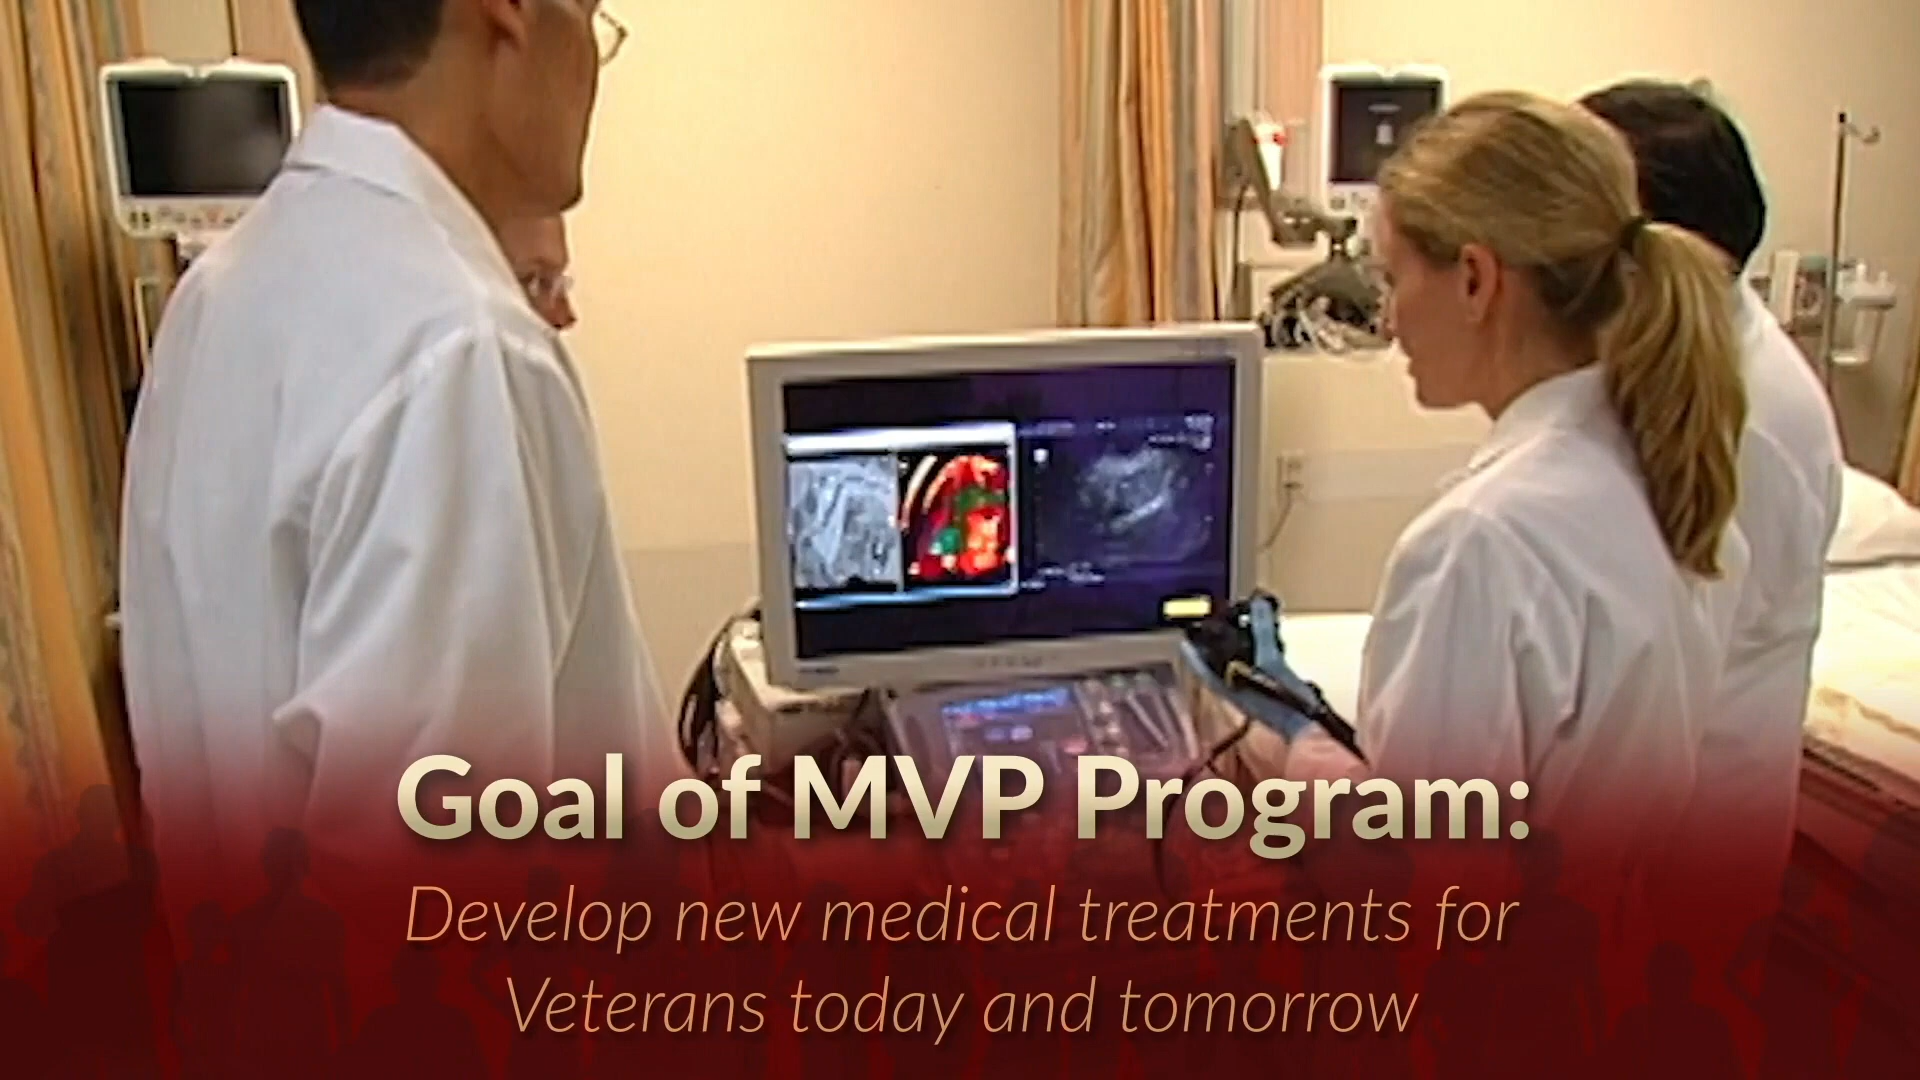 Goal of MVP Program:
Develop new medical treatments for
Veterans today and tomorrow